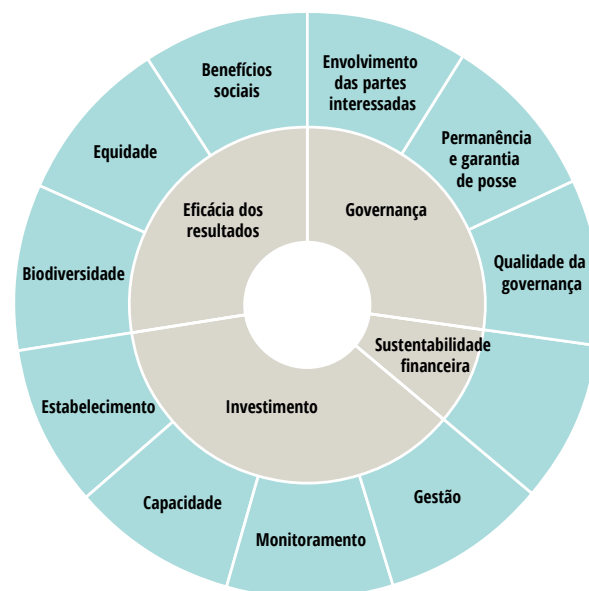 Benefícios
sociais
Envolvimento
das partes
interessadas
Permanência
e garantia
de posse
Equidade
Eficácia dos
resultados
Governança
Biodiversidade
Qualidade da
governança
Sustentabilidade
financeira
Estabelecimento
Investimento
Capacidade
Gestão
Monitoramento